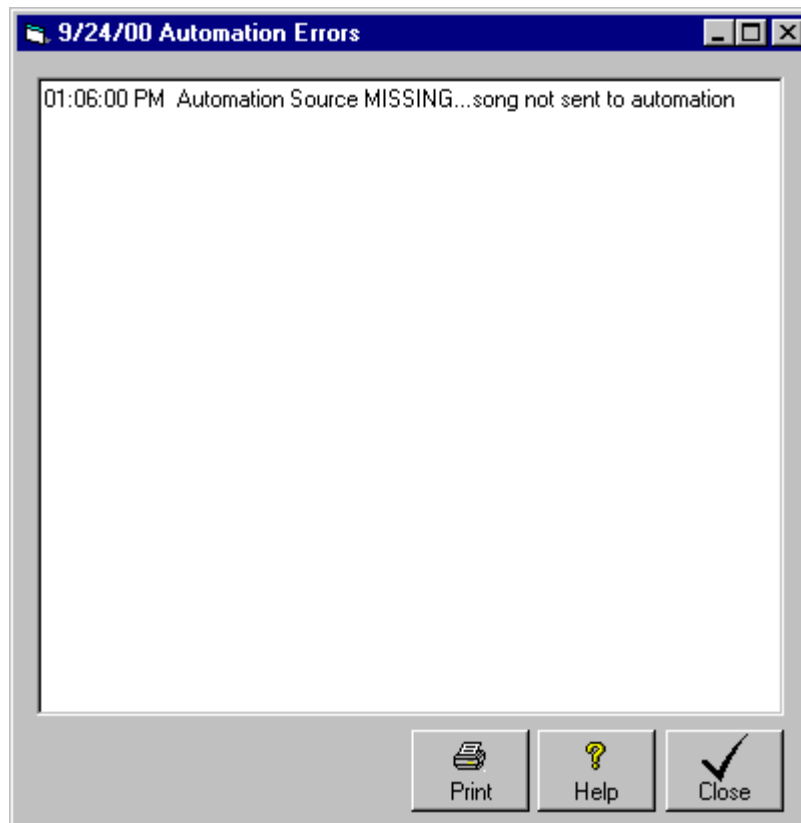 9/24/00 Automation Errors
01:06:00 PM  Automation Source MISSING...song not sent to automation
Print
Help
Close